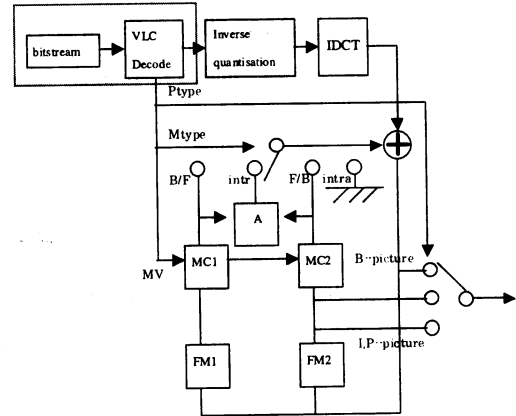 bitstream
VLC
Decode
Inverse
quantisation
IDCT
Ptype
Mtype
B/F
intr
F/B
intra
A
MV
MC1
MC2
B-picture
I,P-picture
FM1
FM2